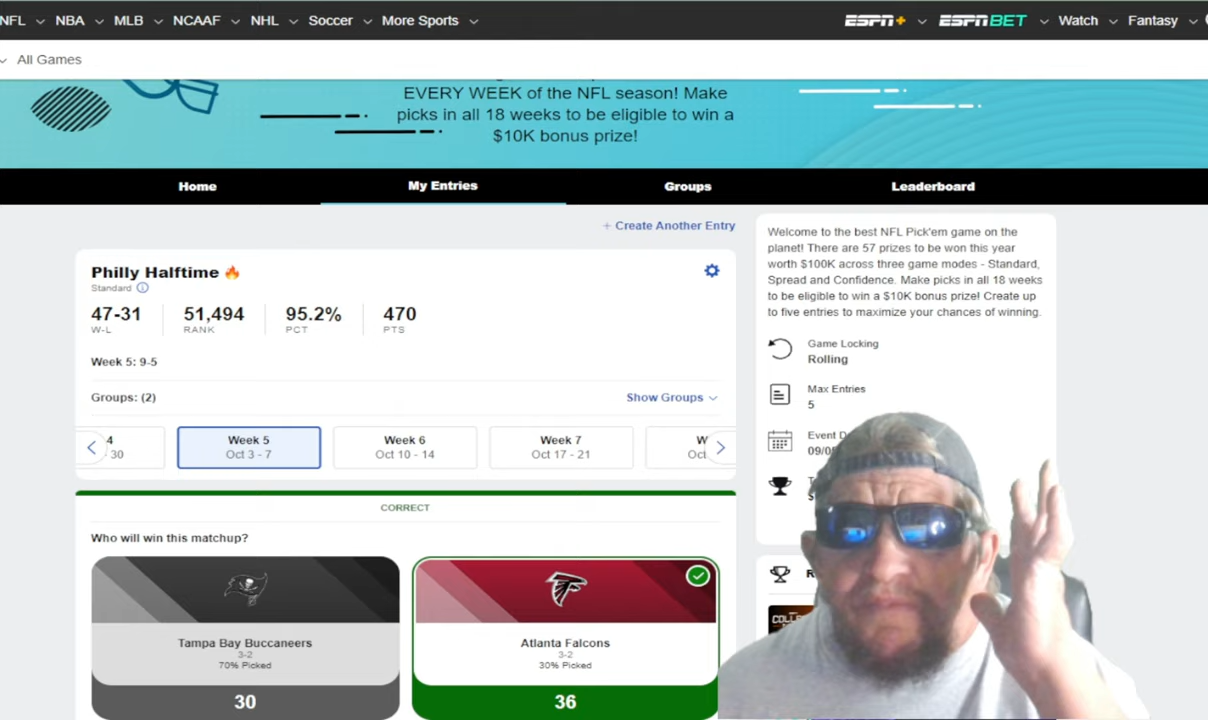 NFL NBA MLB NCAAF NHL Soccer More Sports ESPN+ ESPN BET Watch Fantasy
All Games
EVERY WEEK of the NFL season! Make
picks in all 18 weeks to be eligible to win a
$10K bonus prize!
Home My Entries Groups Leaderboard
+ Create Another Entry
Philly Halftime 🔥
Standard
47-31 51,494 95.2% 470
W-L RANK PCT PTS
Week 5: 9-5
Groups: (2) Show Groups
4 Week 5 Week 6 Week 7 W
30 Oct 3 - 7 Oct 10 - 14 Oct 17 - 21 Oct
CORRECT
Who will win this matchup?
Tampa Bay Buccaneers Atlanta Falcons
3-2 3-2
70% Picked 30% Picked
30 36
Welcome to the best NFL Pick'em game on the
planet! There are 57 prizes to be won this year
worth $100K across three game modes - Standard,
Spread and Confidence. Make picks in all 18 weeks
to be eligible to win a $10K bonus prize! Create up
to five entries to maximize your chances of winning.
Game Locking
Rolling
Max Entries
5
Event D
09/0